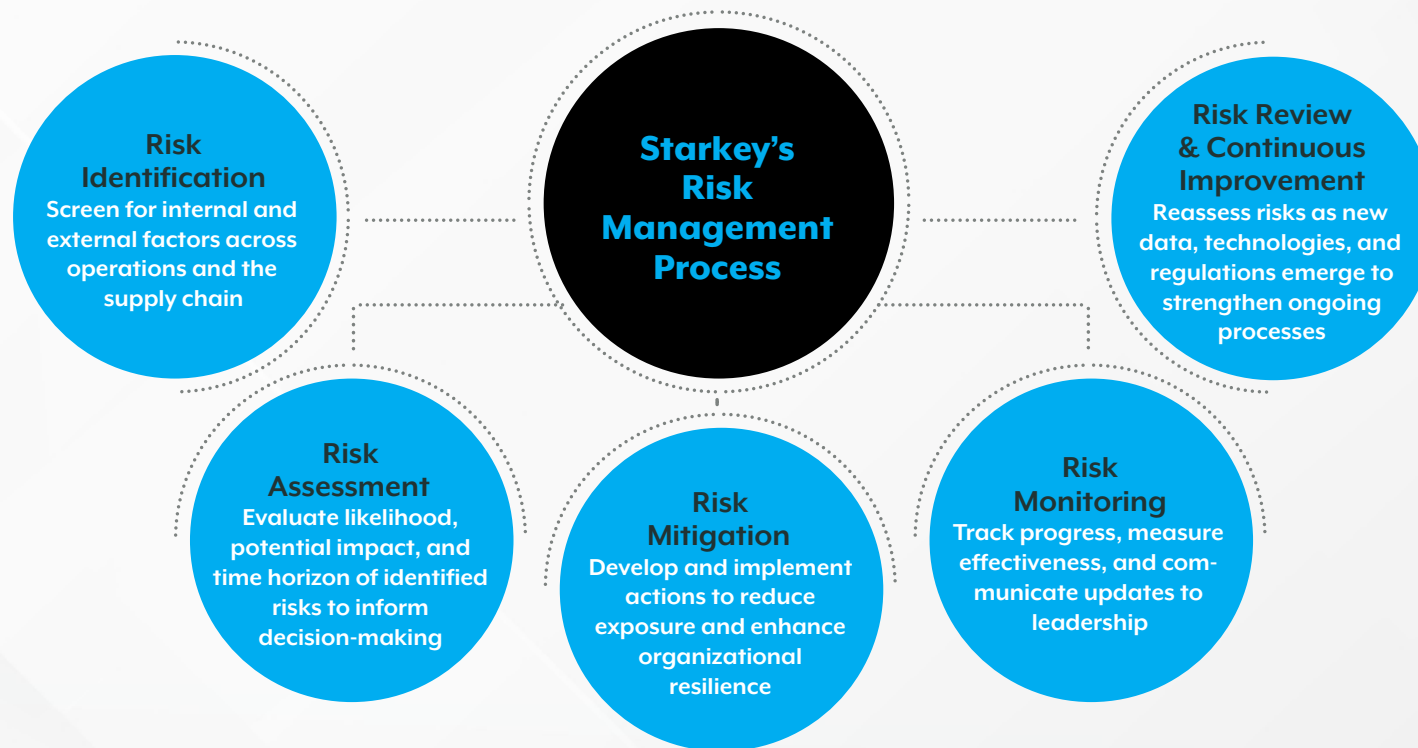 Starkey’s
Risk
Management
Process
Risk
Identification
Screen for internal and
external factors across
operations and the
supply chain
Risk
Assessment
Evaluate likelihood,
potential impact, and
time horizon of identified
risks to inform
decision-making
Risk
Mitigation
Develop and implement
actions to reduce
exposure and enhance
organizational
resilience
Risk
Monitoring
Track progress, measure
effectiveness, and com-
municate updates to
leadership
Risk Review
& Continuous
Improvement
Reassess risks as new
data, technologies, and
regulations emerge to
strengthen ongoing
processes